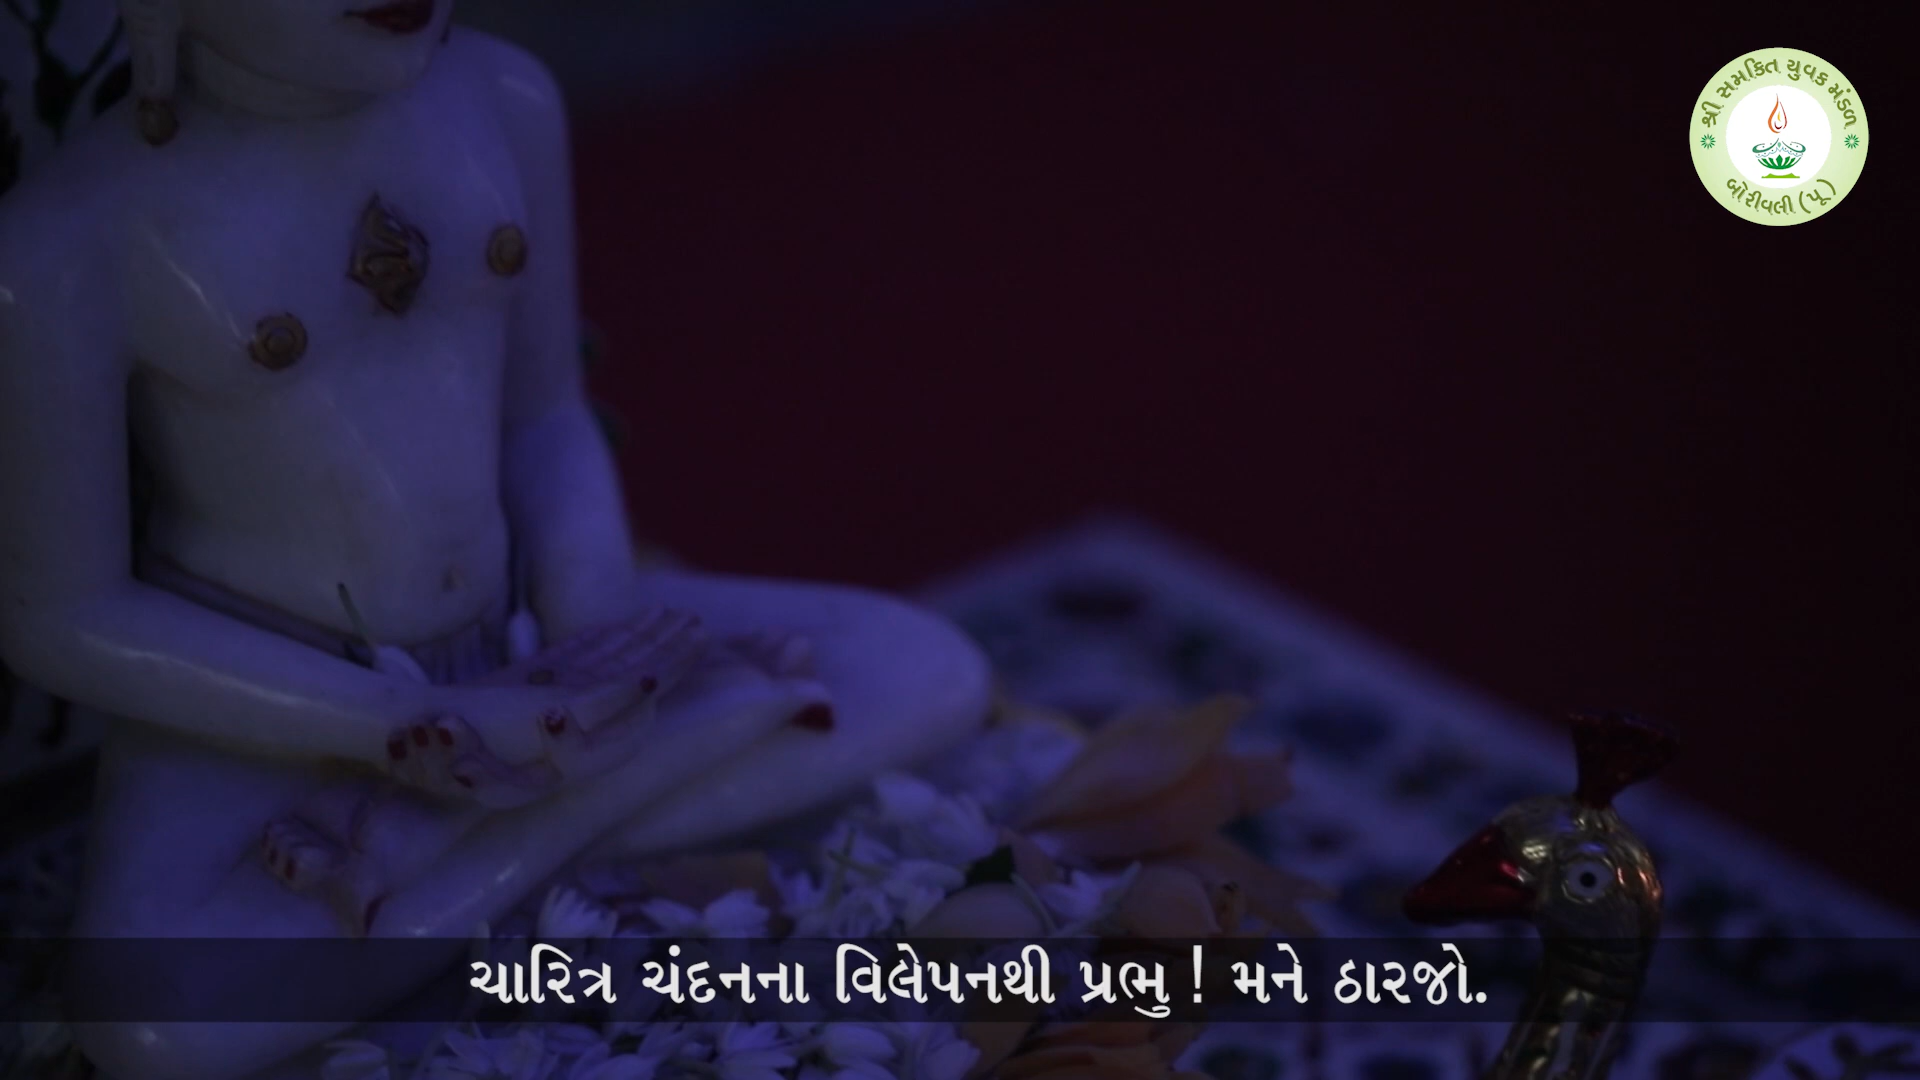 શ્રી સમકિત યુવક મંડળ
બોરીવલી (પૂ.)
ચારિત્ર ચંદનના વિલેપનથી પ્રભુ ! મને ઠારજો.